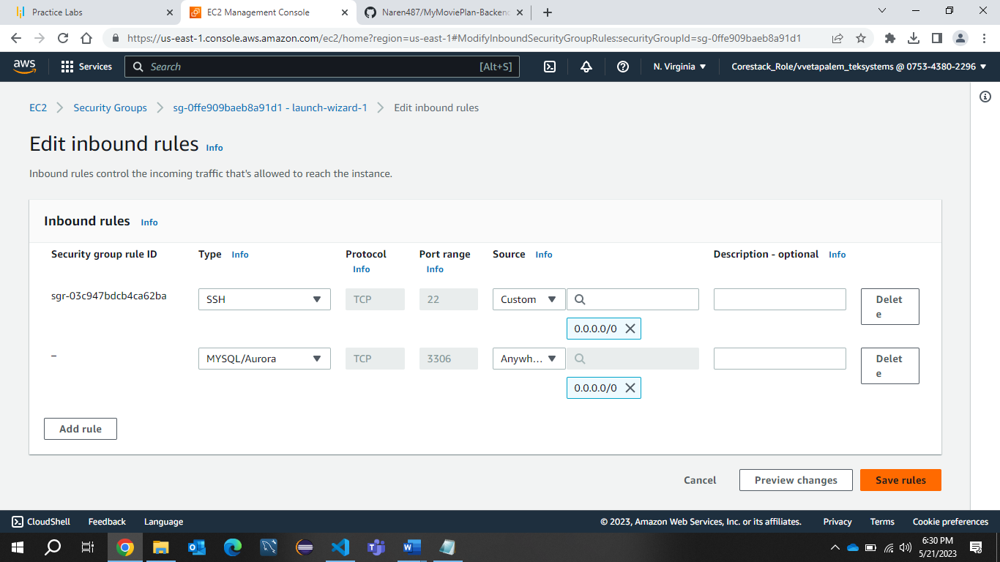 Practice Labs
EC2 Management Console
Naren487/MyMoviePlan-Backend
https://us-east-1.console.aws.amazon.com/ec2/home?region=us-east-1#ModifyInboundSecurityGroupRules:securityGroupId=sg-0ffe909baeb8a91d1
aws Services Search [Alt+S] N. Virginia Corestack_Role/vvetapalem_teksystems @ 0753-4380-2296
EC2 Security Groups sg-0ffe909baeb8a91d1 - launch-wizard-1 Edit inbound rules
Edit inbound rules Info
Inbound rules control the incoming traffic that's allowed to reach the instance.
Inbound rules Info
Security group rule ID Type Info Protocol Info Port range Info Source Info Description - optional Info
sgr-03c947bdcb4ca62ba SSH TCP 22 Custom Delete
0.0.0.0/0
– MYSQL/Aurora TCP 3306 Anywh... Delete
0.0.0.0/0
Add rule
Cancel Preview changes Save rules
CloudShell Feedback Language © 2023, Amazon Web Services, Inc. or its affiliates. Privacy Terms Cookie preferences
6:30 PM
5/21/2023